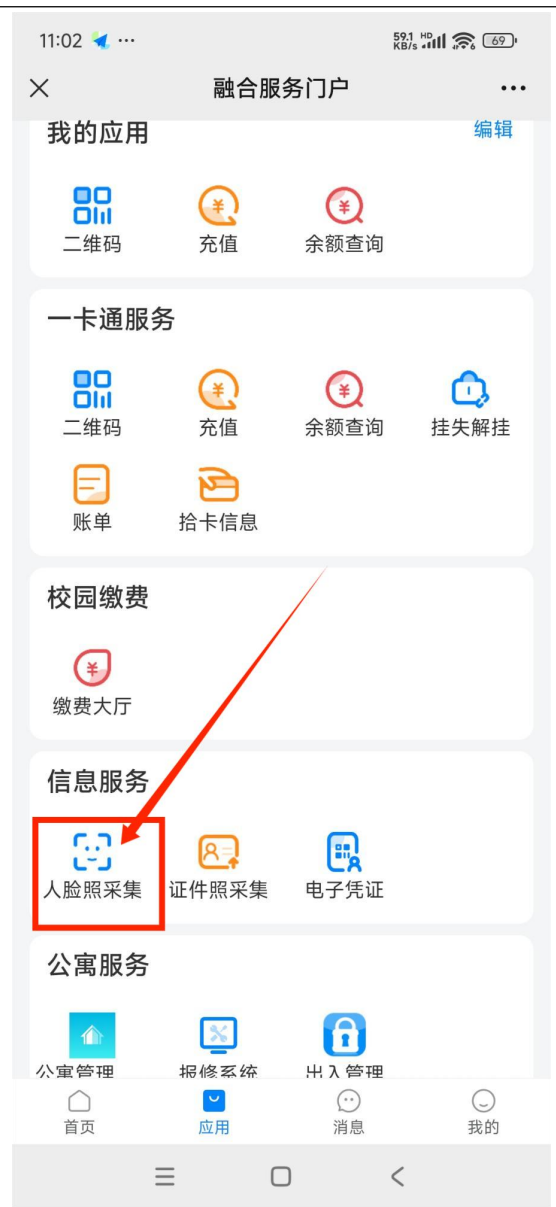 11:02 ··· 59.1 KB/s HD 69
融合服务门户
我的应用 编辑
二维码 充值 余额查询
一卡通服务
二维码 充值 余额查询 挂失解挂
账单 拾卡信息
校园缴费
缴费大厅
信息服务
人脸照采集 证件照采集 电子凭证
公寓服务
公寓管理 报修系统 出入管理
首页 应用 消息 我的